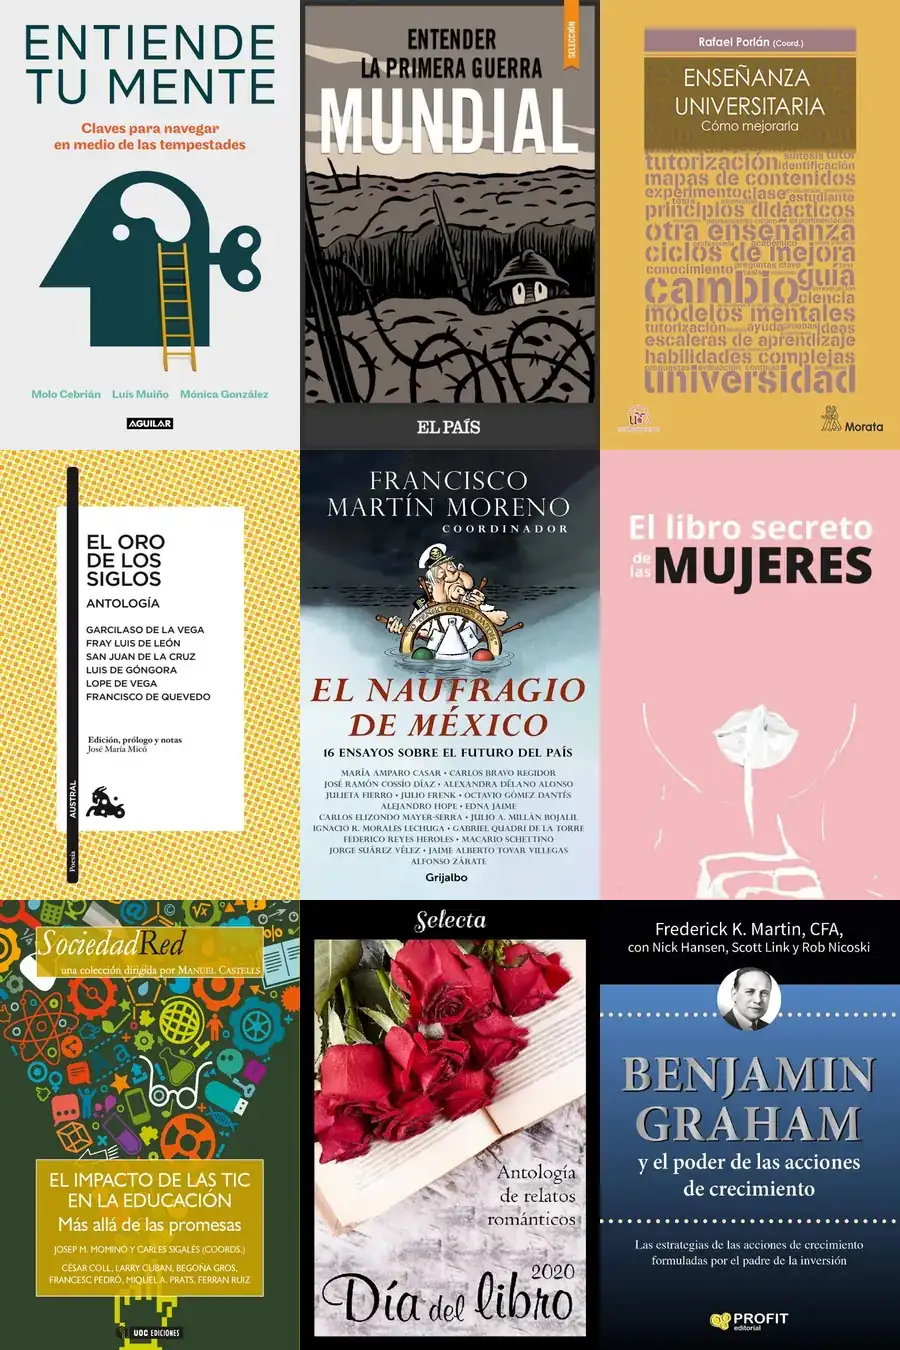 ENTIENDE
TU MENTE
Claves para navegar
en medio de las tempestades
Molo Cebrián Luis Muiño Mónica González
AGUILAR
SELECCIÓN
ENTENDER
LA PRIMERA GUERRA
MUNDIAL
EL PAÍS
Rafael Porlán (Coord.)
ENSEÑANZA
UNIVERSITARIA
Cómo mejorarla
tutorización síntesis tutor
identificación
mapas de contenidos
experimento clase estudiante
principios didácticos
otra enseñanza
ciclos de mejora
conocimiento preguntas clave guía
cambio ciencia
modelos mentales
tutorización ayuda pruebas ideas
escaleras de aprendizaje
habilidades complejas
propuestas evaluación continua
universidad
Morata
EL ORO
DE LOS
SIGLOS
ANTOLOGÍA
GARCILASO DE LA VEGA
FRAY LUIS DE LEÓN
SAN JUAN DE LA CRUZ
LUIS DE GÓNGORA
LOPE DE VEGA
FRANCISCO DE QUEVEDO
Edición, prólogo y notas
José María Micó
AUSTRAL
Poesía
FRANCISCO
MARTÍN MORENO
COORDINADOR
YO TENGO OTROS DATOS
EL NAUFRAGIO
DE MÉXICO
16 ENSAYOS SOBRE EL FUTURO DEL PAÍS
MARÍA AMPARO CASAR • CARLOS BRAVO REGIDOR
JOSÉ RAMÓN COSSÍO DÍAZ • ALEXANDRA DÉLANO ALONSO
JULIETA FIERRO • JULIO FRENK • OCTAVIO GÓMEZ DANTÉS
ALEJANDRO HOPE • EDNA JAIME
CARLOS ELIZONDO MAYER-SERRA • JULIO A. MILLÁN BOJALIL
IGNACIO R. MORALES LECHUGA • GABRIEL QUADRI DE LA TORRE
FEDERICO REYES HEROLES • MACARIO SCHETTINO
JORGE SUÁREZ VÉLEZ • JAIME ALBERTO TOVAR VILLEGAS
ALFONSO ZÁRATE
Grijalbo
El libro secreto
de las MUJERES
SociedadRed
una colección dirigida por MANUEL CASTELLS
EL IMPACTO DE LAS TIC
EN LA EDUCACIÓN
Más allá de las promesas
JOSEP M. MOMINÓ Y CARLES SIGALÉS (COORDS.)
CÉSAR COLL, LARRY CUBAN, BEGOÑA GROS,
FRANCESC PEDRÓ, MIQUEL A. PRATS, FERRAN RUIZ
UOC EDICIONES
Selecta
Antología
de relatos
románticos
2020
Día del libro
Frederick K. Martin, CFA,
con Nick Hansen, Scott Link y Rob Nicoski
BENJAMIN
GRAHAM
y el poder de las acciones
de crecimiento
Las estrategias de las acciones de crecimiento
formuladas por el padre de la inversión
PROFIT
editorial